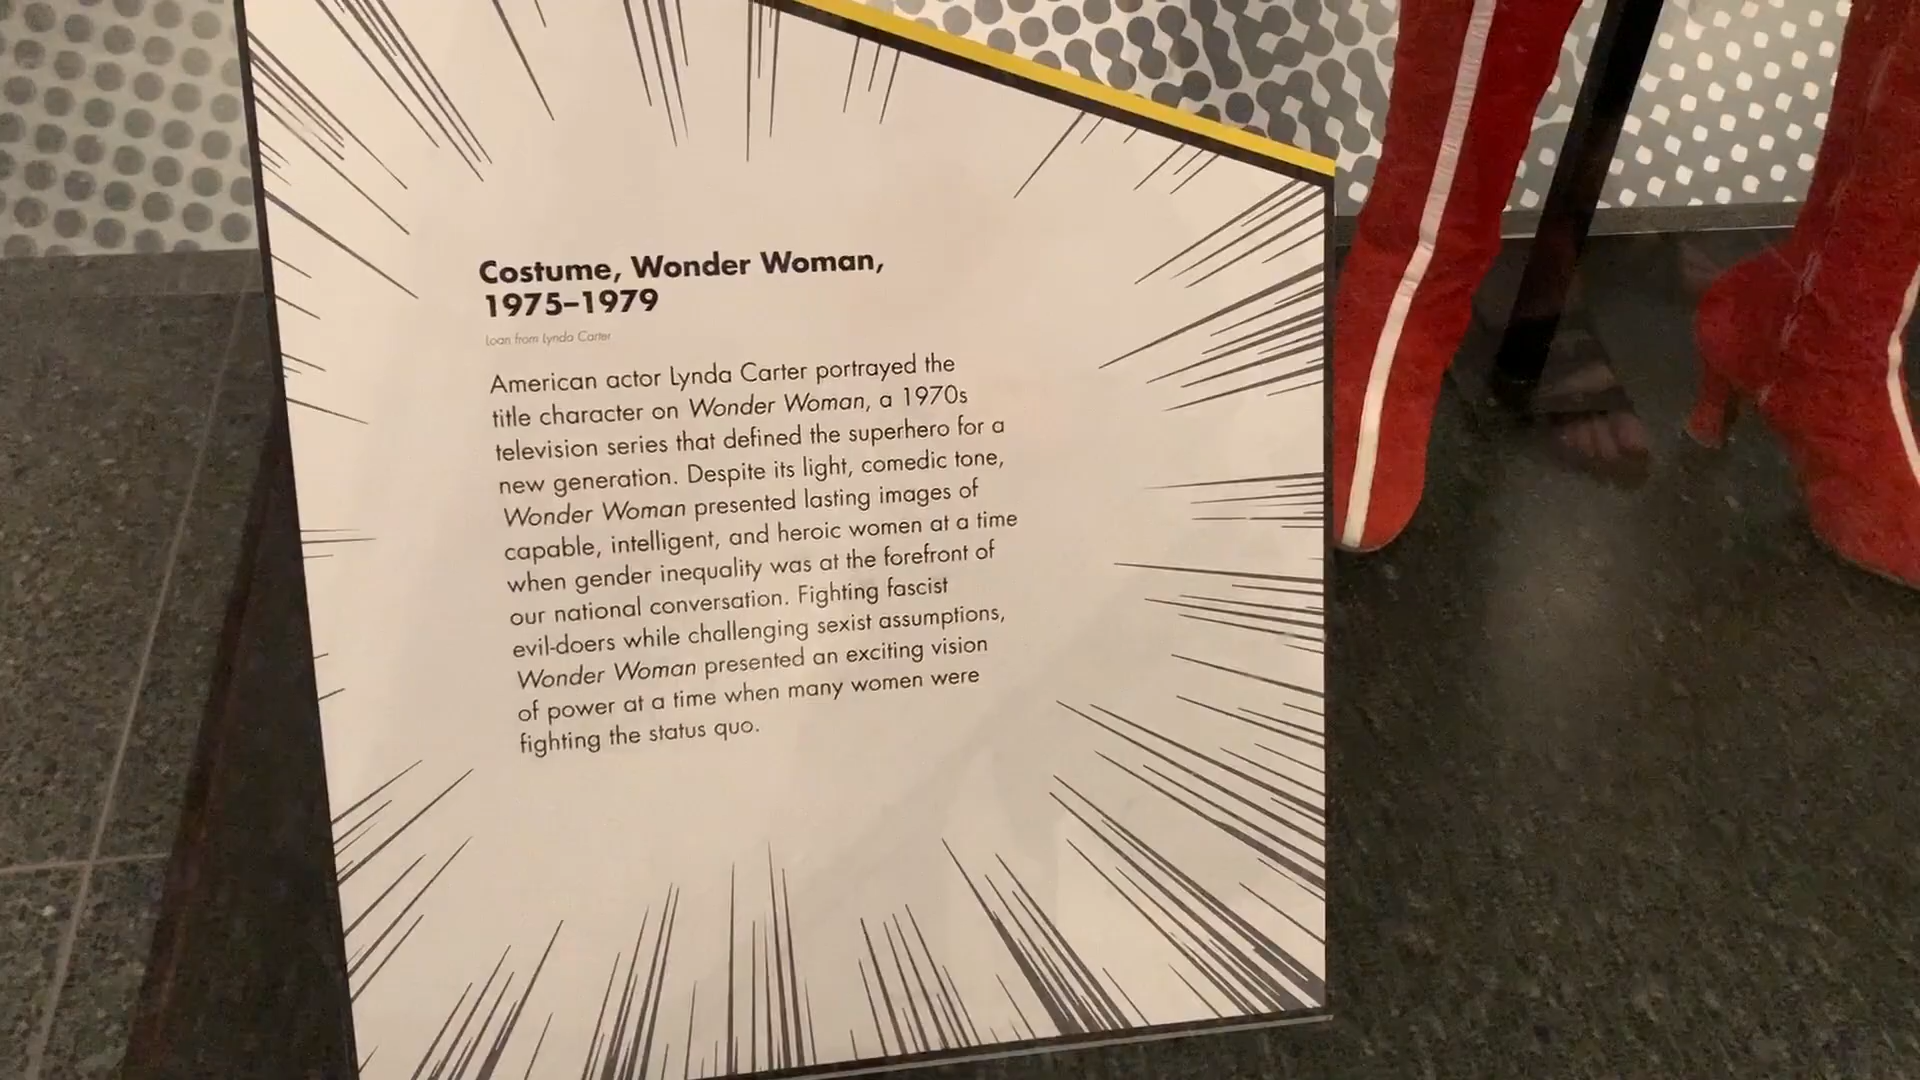 Costume, Wonder Woman,
1975–1979
Loan from Lynda Carter
American actor Lynda Carter portrayed the
title character on Wonder Woman, a 1970s
television series that defined the superhero for a
new generation. Despite its light, comedic tone,
Wonder Woman presented lasting images of
capable, intelligent, and heroic women at a time
when gender inequality was at the forefront of
our national conversation. Fighting fascist
evil-doers while challenging sexist assumptions,
Wonder Woman presented an exciting vision
of power at a time when many women were
fighting the status quo.